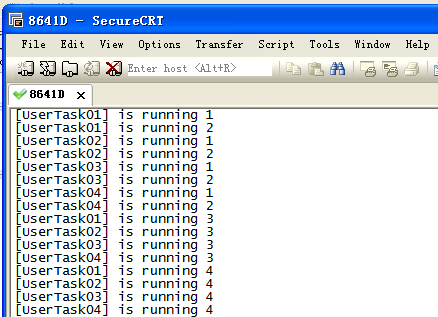 8641D - SecureCRT
File Edit View Options Transfer Script Tools Window Help
Enter host <Alt+R>
8641D
[UserTask01] is running 1
[UserTask01] is running 2
[UserTask02] is running 1
[UserTask02] is running 2
[UserTask03] is running 1
[UserTask03] is running 2
[UserTask04] is running 1
[UserTask04] is running 2
[UserTask01] is running 3
[UserTask02] is running 3
[UserTask03] is running 3
[UserTask04] is running 3
[UserTask01] is running 4
[UserTask02] is running 4
[UserTask03] is running 4
[UserTask04] is running 4